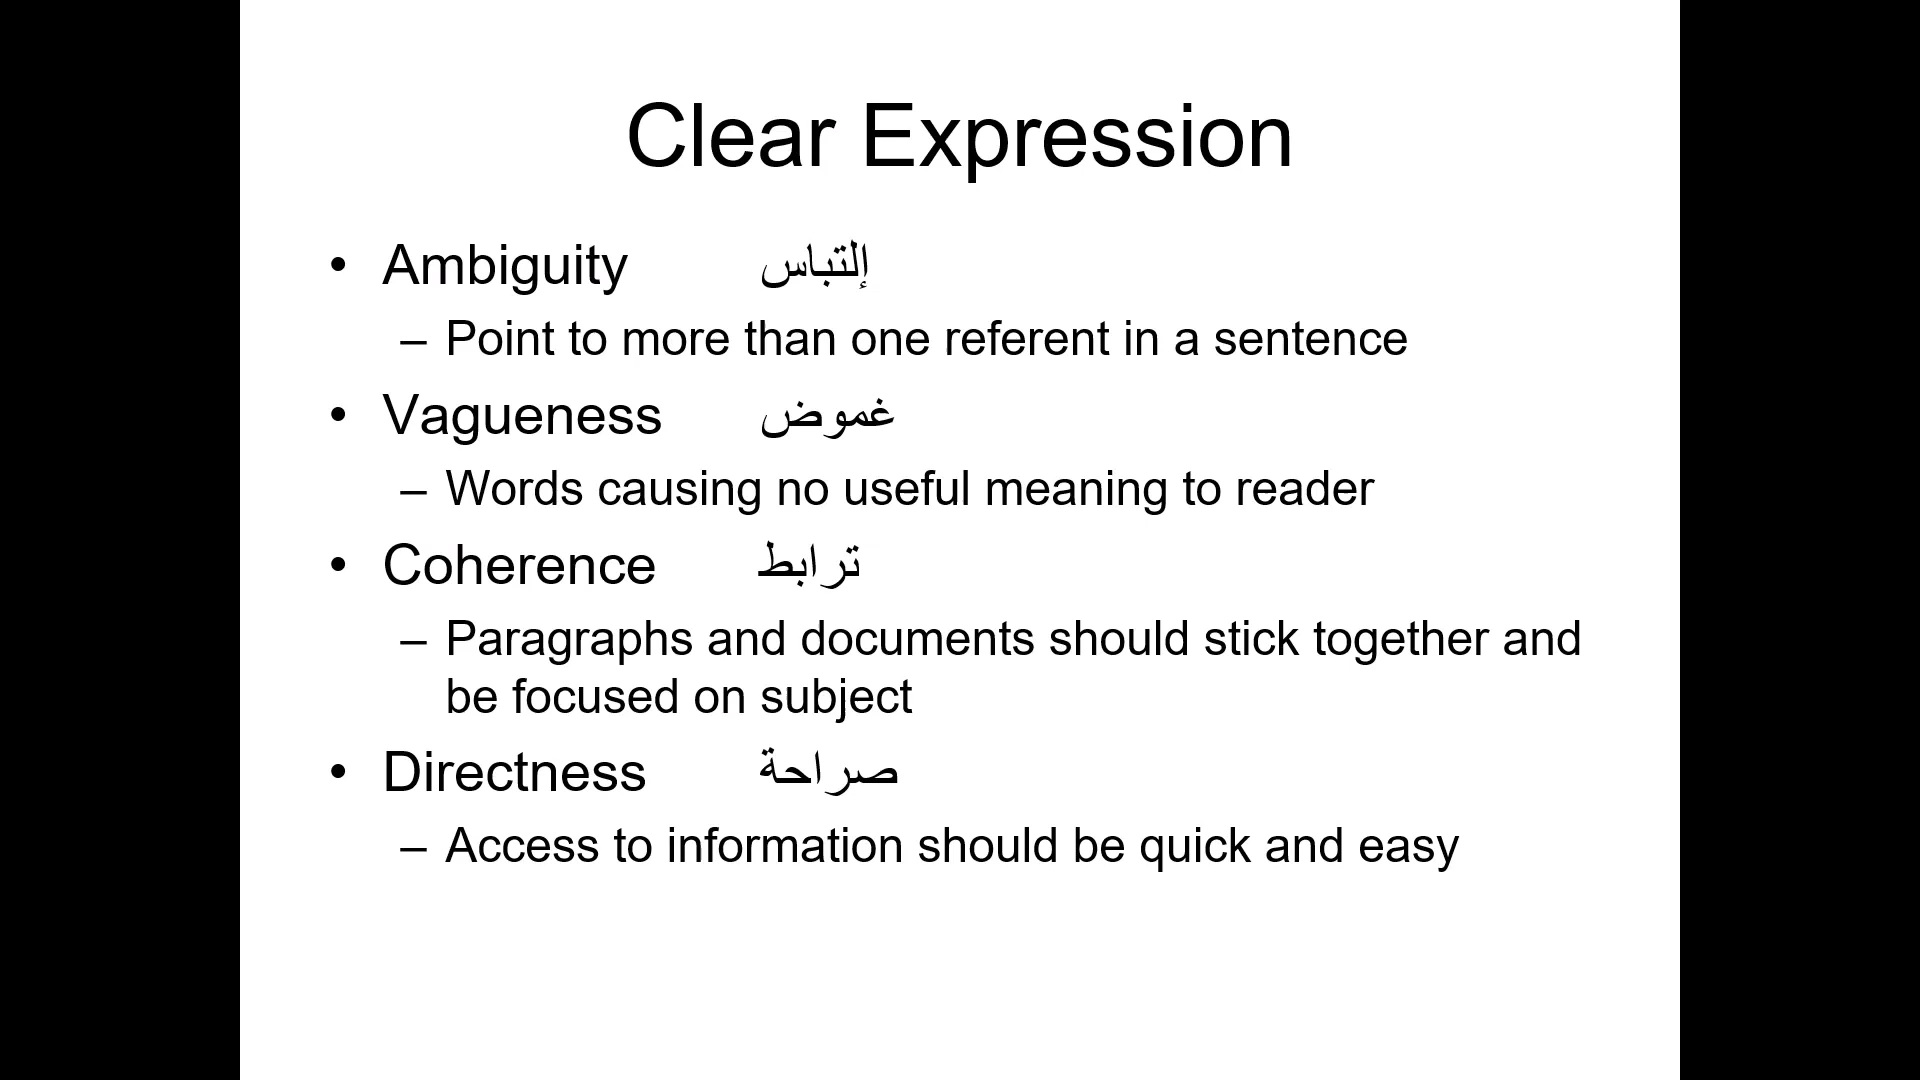 Clear Expression
• Ambiguity إلتباس
– Point to more than one referent in a sentence
• Vagueness غموض
– Words causing no useful meaning to reader
• Coherence ترابط
– Paragraphs and documents should stick together and
be focused on subject
• Directness صراحة
– Access to information should be quick and easy